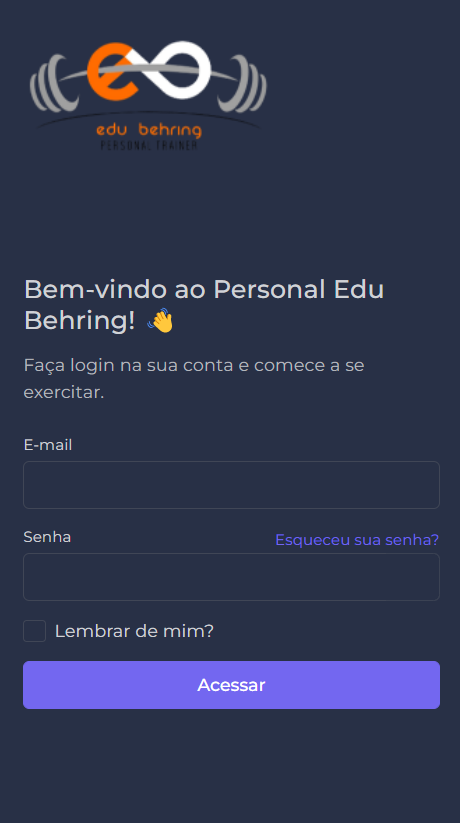 edu behring
PERSONAL TRAINER
Bem-vindo ao Personal Edu
Behring! 👋
Faça login na sua conta e comece a se
exercitar.
E-mail
Senha
Esqueceu sua senha?
Lembrar de mim?
Acessar